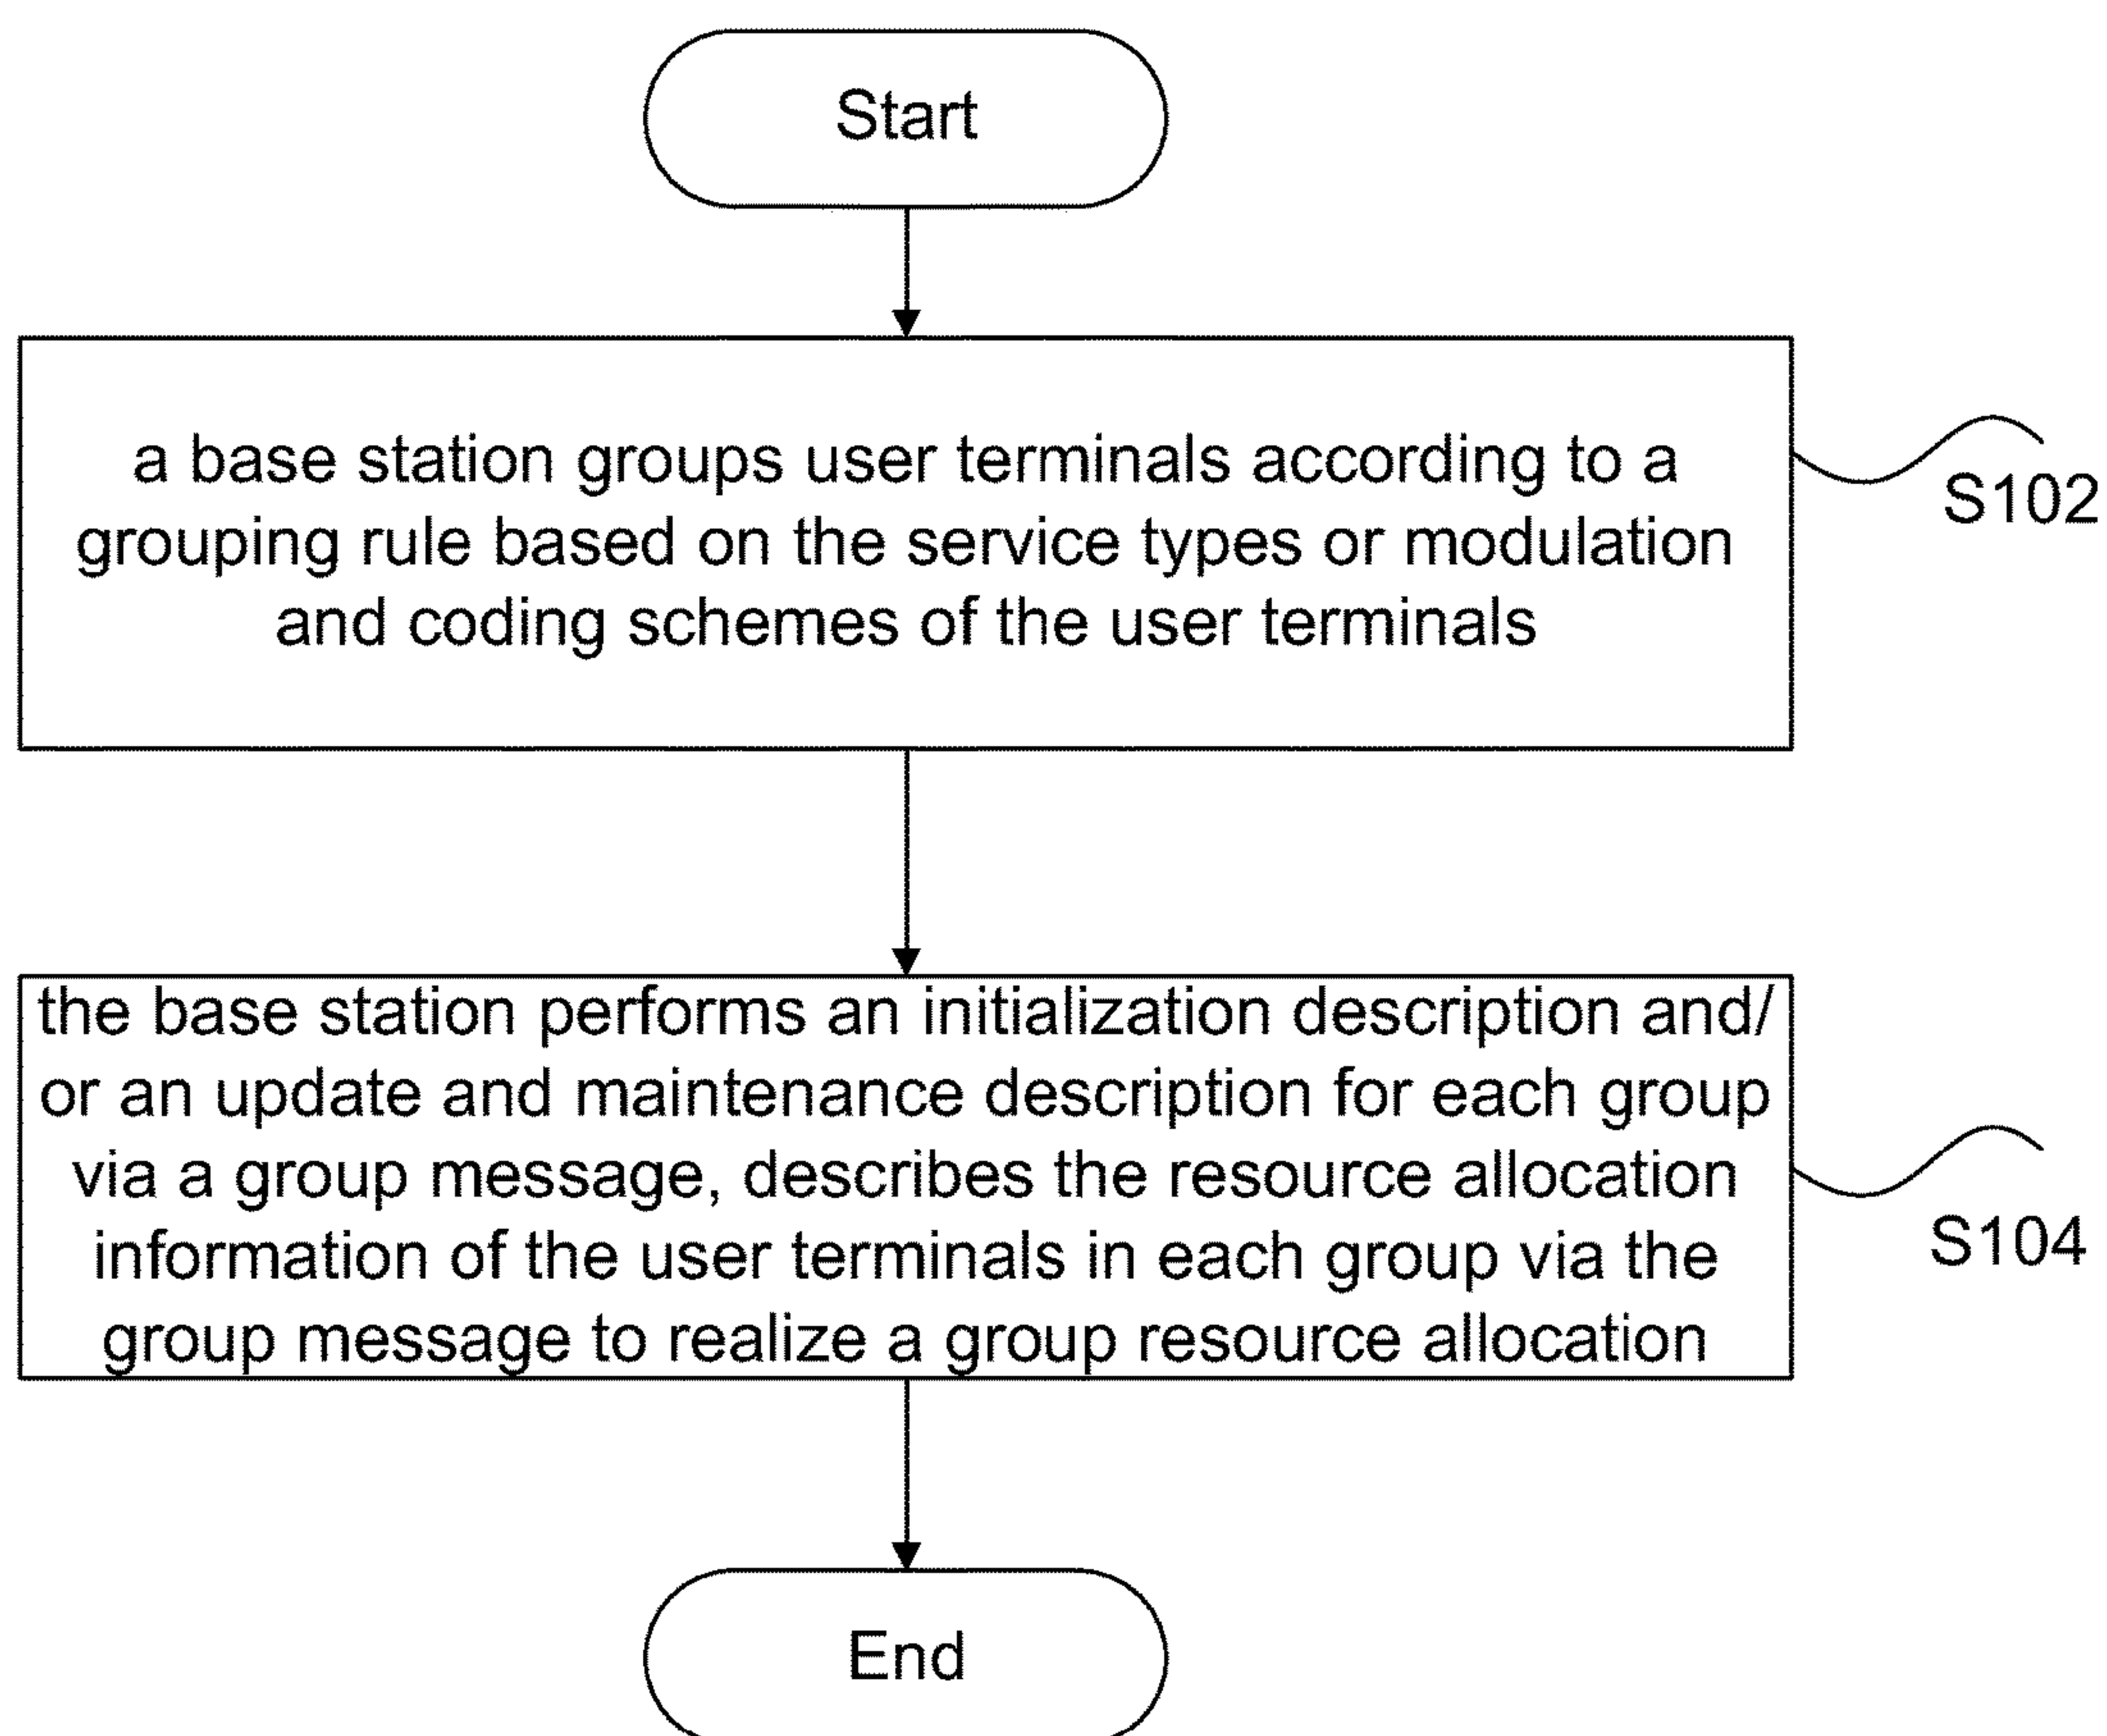 Start
a base station groups user terminals according to a
grouping rule based on the service types or modulation
and coding schemes of the user terminals
S102
the base station performs an initialization description and/
or an update and maintenance description for each group
via a group message, describes the resource allocation
information of the user terminals in each group via the
group message to realize a group resource allocation
S104
End